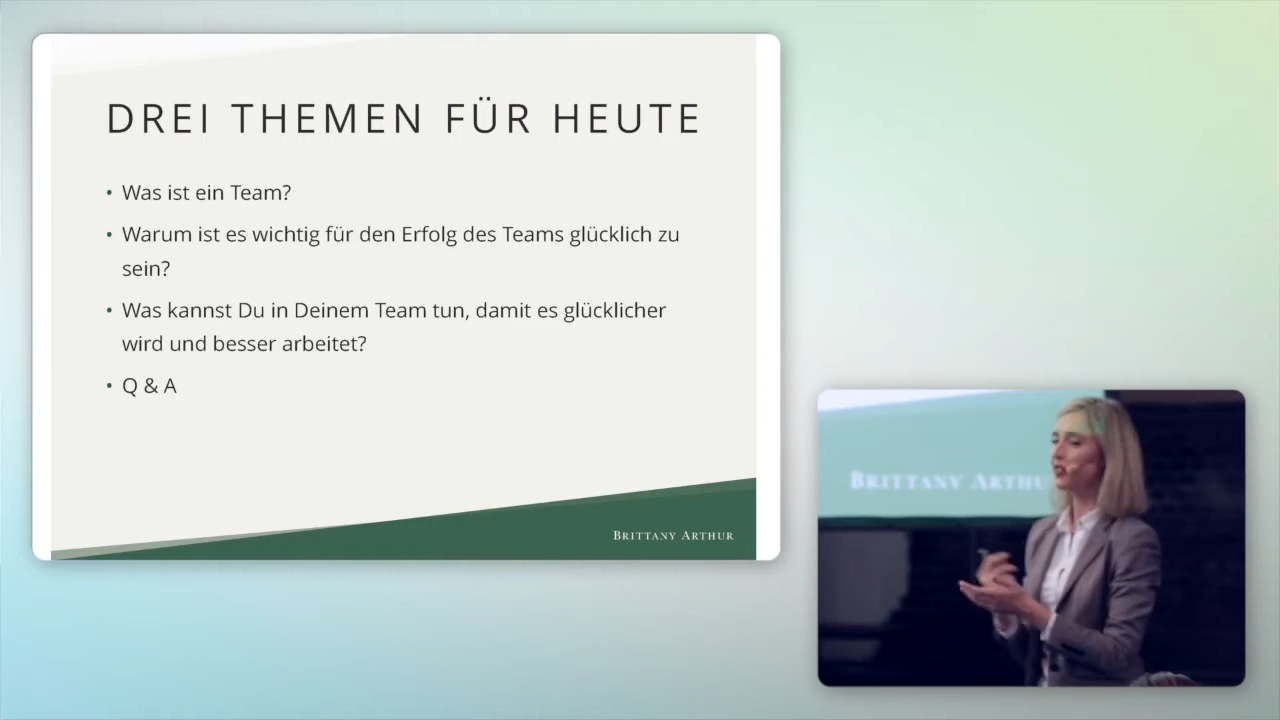 DREI THEMEN FÜR HEUTE
• Was ist ein Team?
• Warum ist es wichtig für den Erfolg des Teams glücklich zu
sein?
• Was kannst Du in Deinem Team tun, damit es glücklicher
wird und besser arbeitet?
• Q & A
BRITTANY ARTHUR
BRITTANY ARTHU